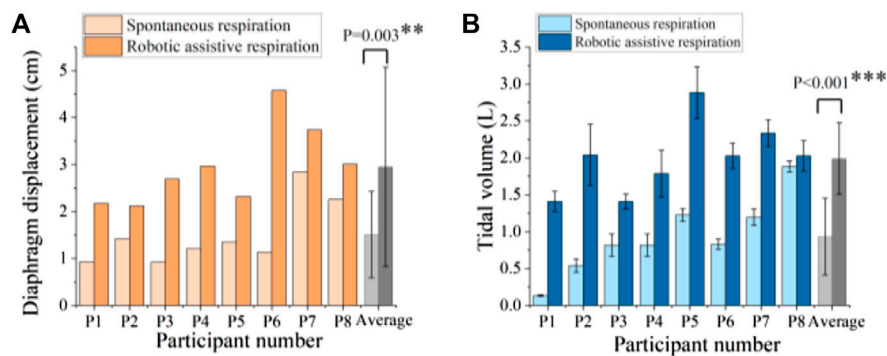 A
Spontaneous respiration
Robotic assistive respiration
P=0.003**
Diaphragm displacement (cm)
5
4
3
2
1
0
P1 P2 P3 P4 P5 P6 P7 P8 Average
Participant number
B
Spontaneous respiration
Robotic assistive respiration
P<0.001***
Tidal volume (L)
3.5
3.0
2.5
2.0
1.5
1.0
0.5
0.0
P1 P2 P3 P4 P5 P6 P7 P8 Average
Participant number